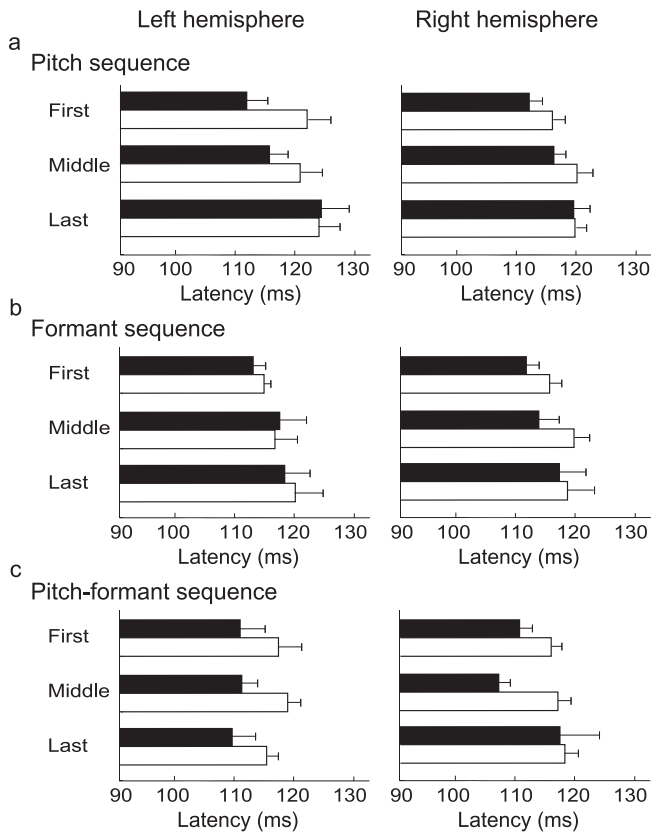 Left hemisphere Right hemisphere
a
Pitch sequence
First
Middle
Last
90 100 110 120 130 90 100 110 120 130
Latency (ms) Latency (ms)
b
Formant sequence
First
Middle
Last
90 100 110 120 130 90 100 110 120 130
Latency (ms) Latency (ms)
c
Pitch-formant sequence
First
Middle
Last
90 100 110 120 130 90 100 110 120 130
Latency (ms) Latency (ms)